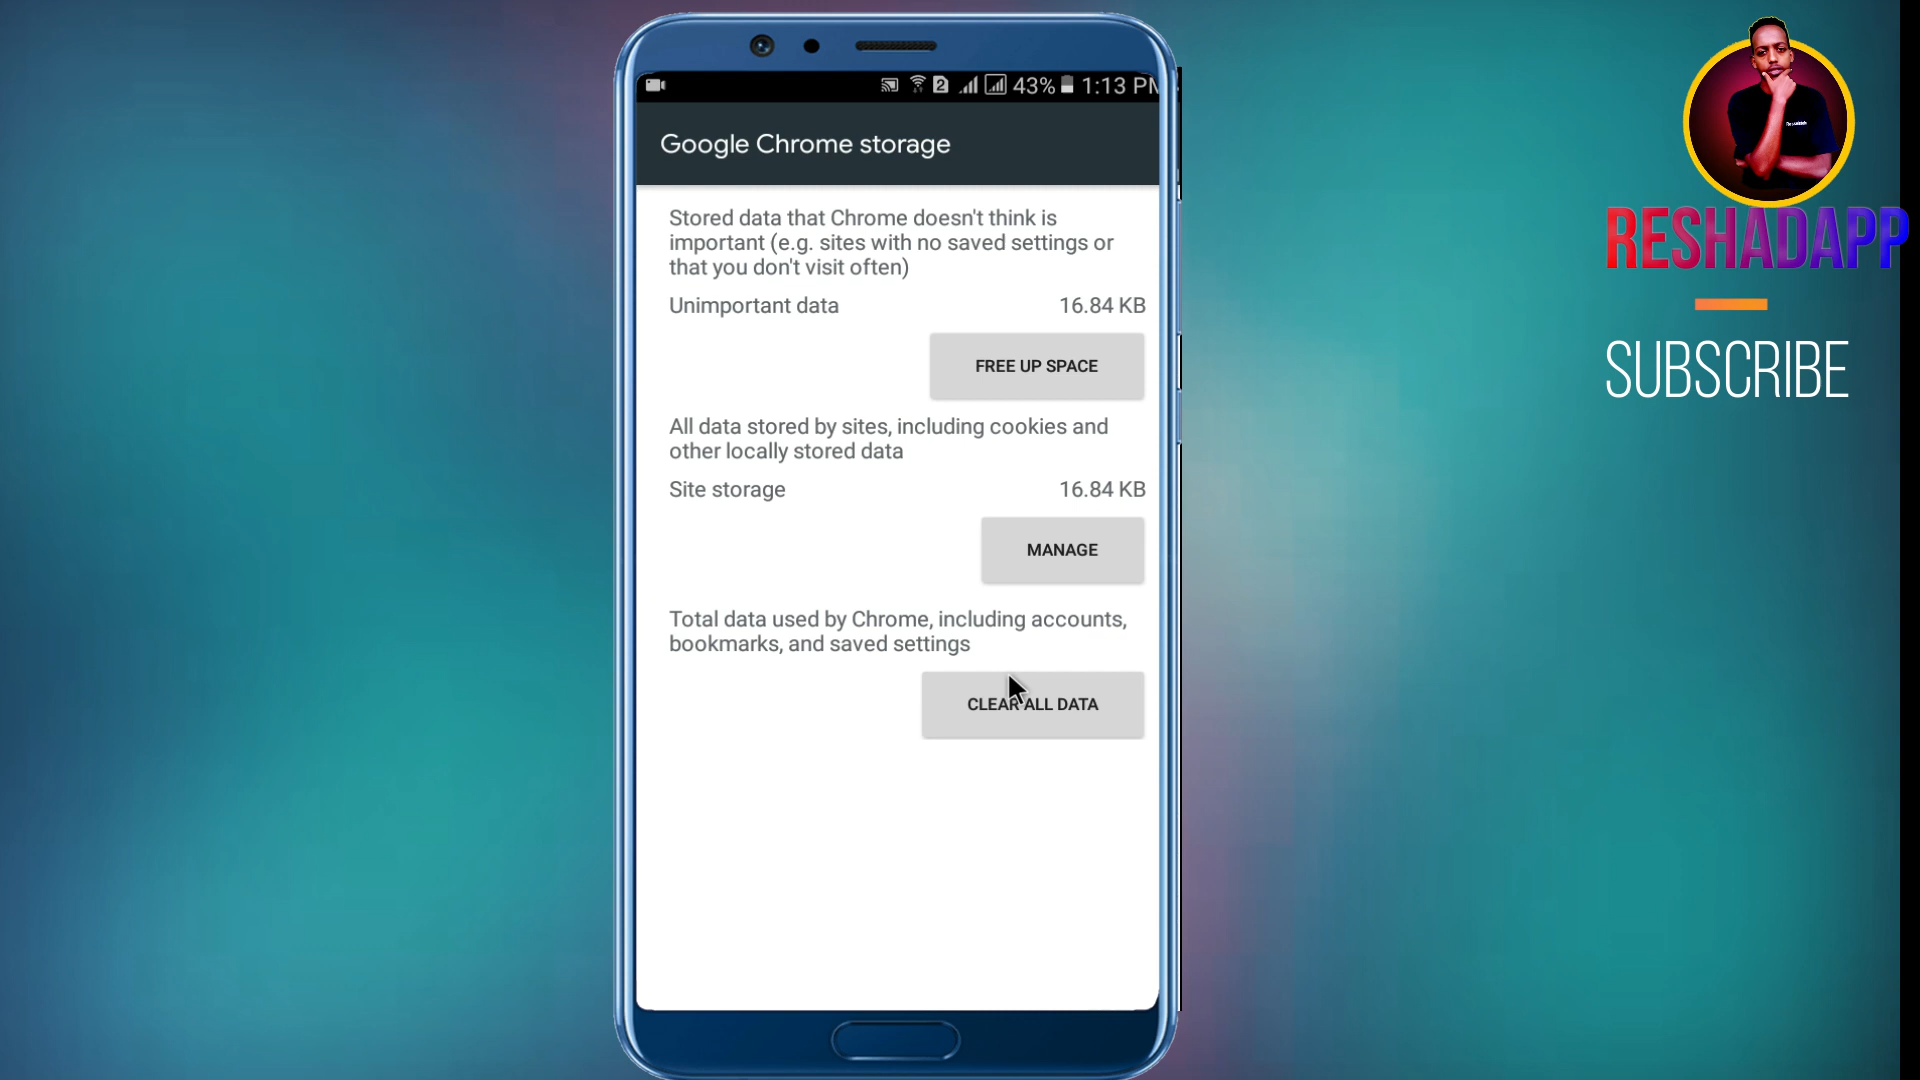 2 43% 1:13 PM
Google Chrome storage
Stored data that Chrome doesn't think is
important (e.g. sites with no saved settings or
that you don't visit often)
Unimportant data 16.84 KB
FREE UP SPACE
All data stored by sites, including cookies and
other locally stored data
Site storage 16.84 KB
MANAGE
Total data used by Chrome, including accounts,
bookmarks, and saved settings
CLEAR ALL DATA
RESHADAPP
SUBSCRIBE